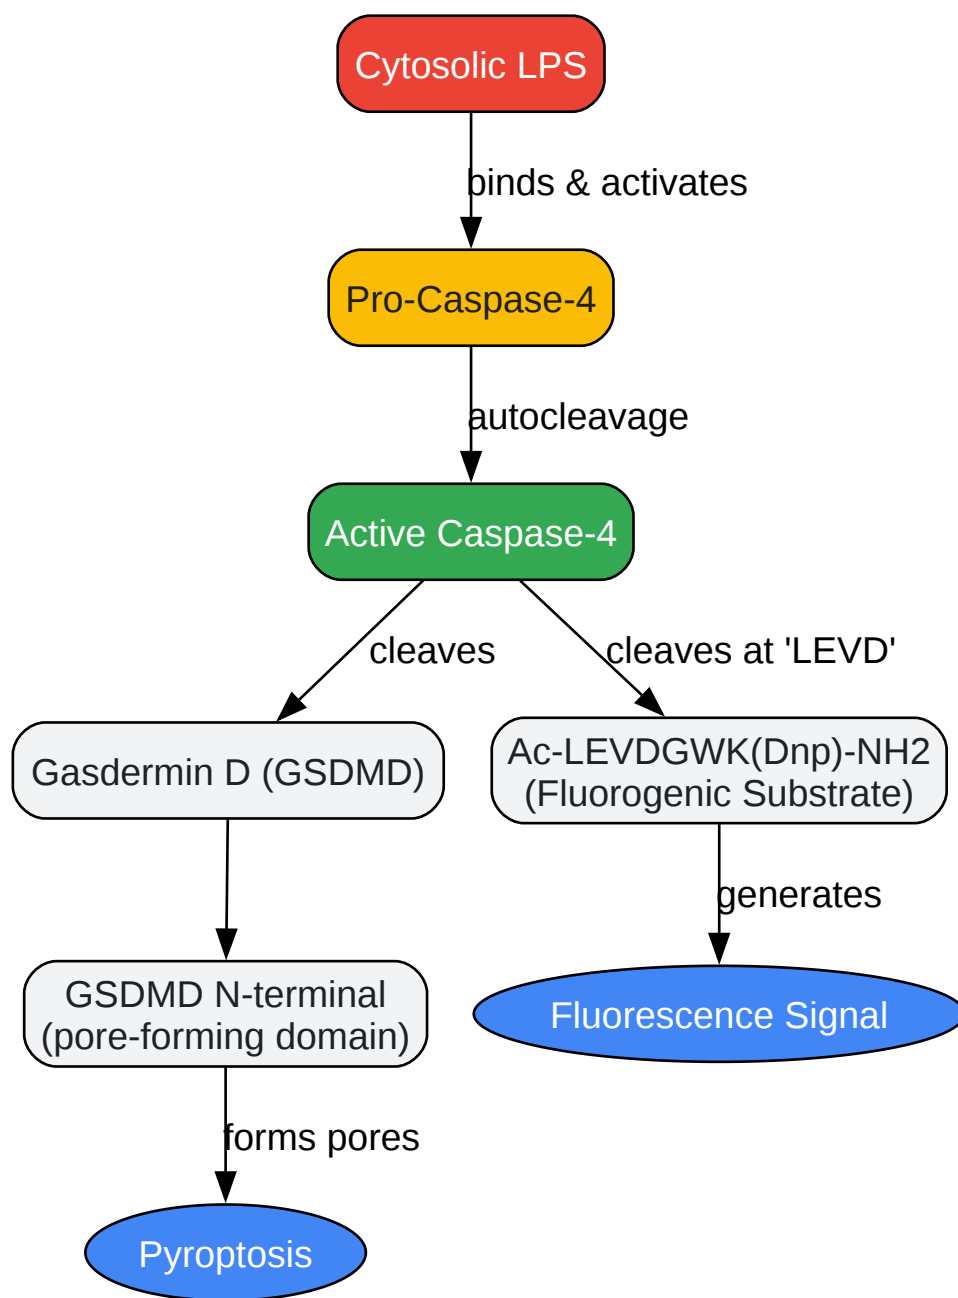 Cytosolic LPS
binds & activates
Pro-Caspase-4
autocleavage
Active Caspase-4
cleaves
cleaves at 'LEVD'
Gasdermin D (GSDMD)
Ac-LEVDGWK(Dnp)-NH2
(Fluorogenic Substrate)
generates
GSDMD N-terminal
(pore-forming domain)
Fluorescence Signal
forms pores
Pyroptosis